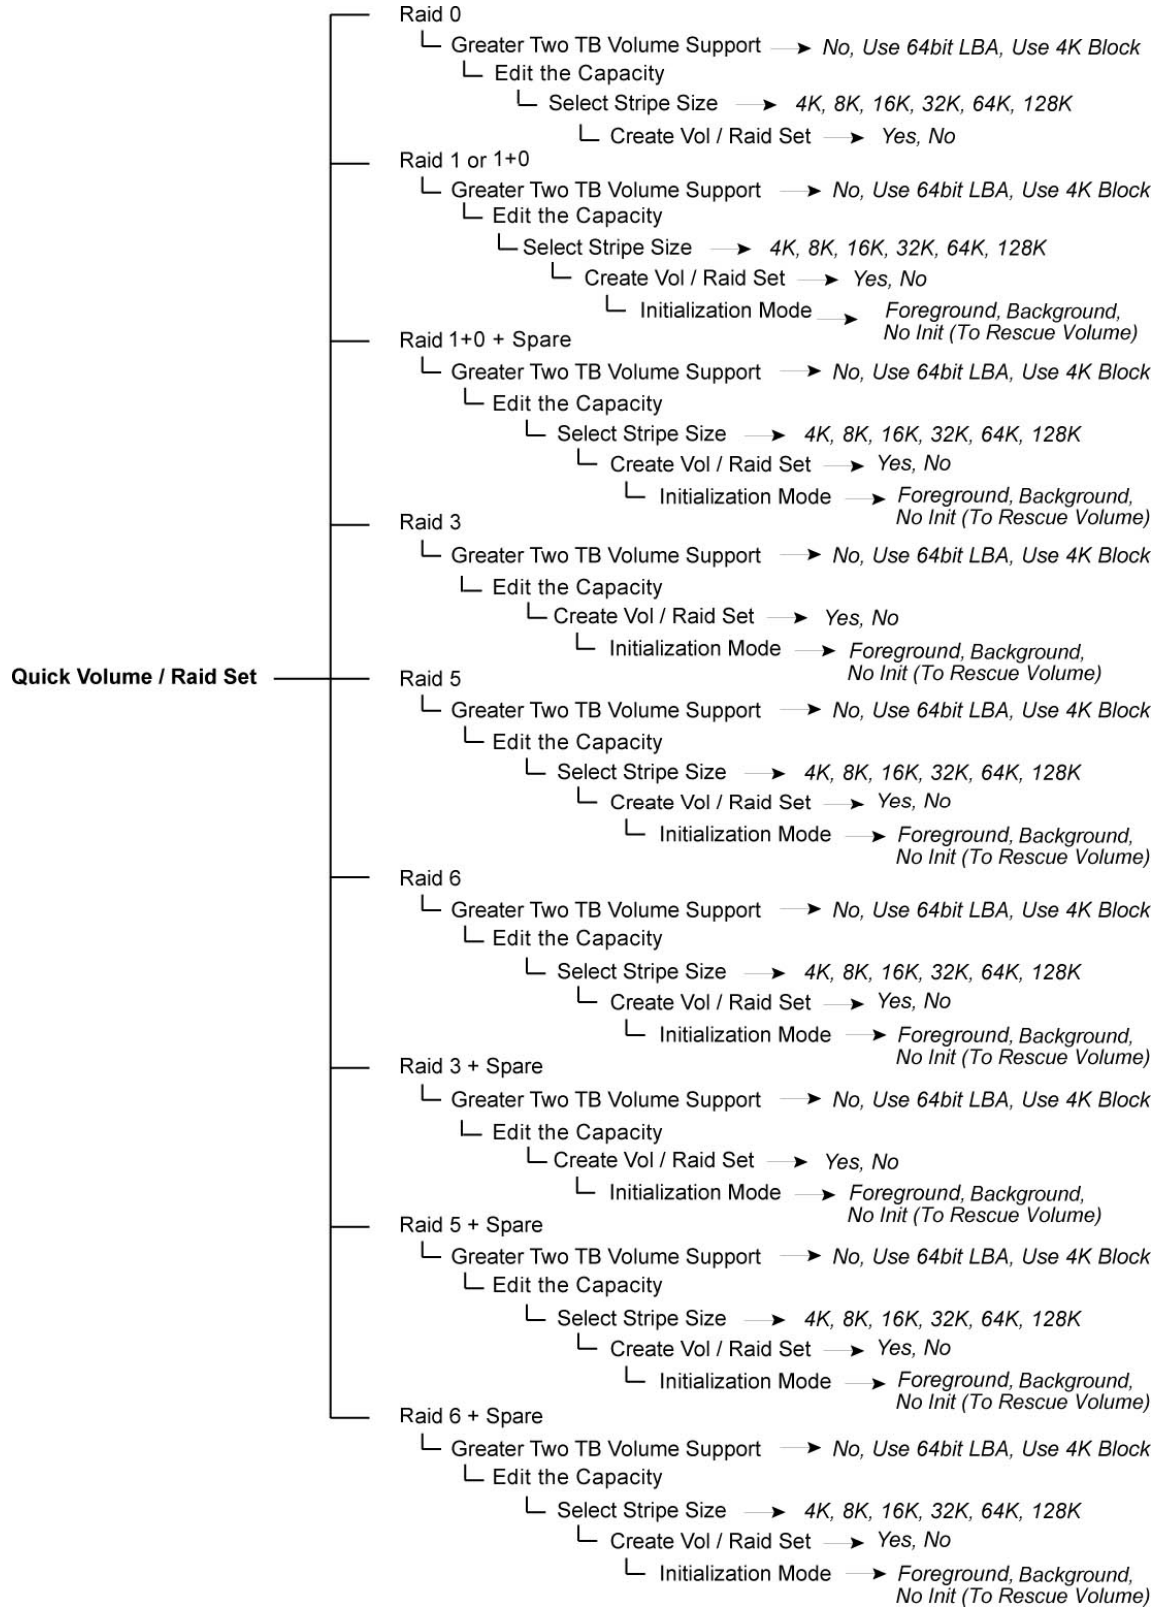 Raid 0
Greater Two TB Volume Support No, Use 64bit LBA, Use 4K Block
Edit the Capacity
Select Stripe Size 4K, 8K, 16K, 32K, 64K, 128K
Create Vol / Raid Set Yes, No
Raid 1 or 1+0
Greater Two TB Volume Support No, Use 64bit LBA, Use 4K Block
Edit the Capacity
Select Stripe Size 4K, 8K, 16K, 32K, 64K, 128K
Create Vol / Raid Set Yes, No
Initialization Mode Foreground, Background,
No Init (To Rescue Volume)
Raid 1+0 + Spare
Greater Two TB Volume Support No, Use 64bit LBA, Use 4K Block
Edit the Capacity
Select Stripe Size 4K, 8K, 16K, 32K, 64K, 128K
Create Vol / Raid Set Yes, No
Initialization Mode Foreground, Background,
No Init (To Rescue Volume)
Raid 3
Greater Two TB Volume Support No, Use 64bit LBA, Use 4K Block
Edit the Capacity
Create Vol / Raid Set Yes, No
Initialization Mode Foreground, Background,
No Init (To Rescue Volume)
Quick Volume / Raid Set
Raid 5
Greater Two TB Volume Support No, Use 64bit LBA, Use 4K Block
Edit the Capacity
Select Stripe Size 4K, 8K, 16K, 32K, 64K, 128K
Create Vol / Raid Set Yes, No
Initialization Mode Foreground, Background,
No Init (To Rescue Volume)
Raid 6
Greater Two TB Volume Support No, Use 64bit LBA, Use 4K Block
Edit the Capacity
Select Stripe Size 4K, 8K, 16K, 32K, 64K, 128K
Create Vol / Raid Set Yes, No
Initialization Mode Foreground, Background,
No Init (To Rescue Volume)
Raid 3 + Spare
Greater Two TB Volume Support No, Use 64bit LBA, Use 4K Block
Edit the Capacity
Create Vol / Raid Set Yes, No
Initialization Mode Foreground, Background,
No Init (To Rescue Volume)
Raid 5 + Spare
Greater Two TB Volume Support No, Use 64bit LBA, Use 4K Block
Edit the Capacity
Select Stripe Size 4K, 8K, 16K, 32K, 64K, 128K
Create Vol / Raid Set Yes, No
Initialization Mode Foreground, Background,
No Init (To Rescue Volume)
Raid 6 + Spare
Greater Two TB Volume Support No, Use 64bit LBA, Use 4K Block
Edit the Capacity
Select Stripe Size 4K, 8K, 16K, 32K, 64K, 128K
Create Vol / Raid Set Yes, No
Initialization Mode Foreground, Background,
No Init (To Rescue Volume)